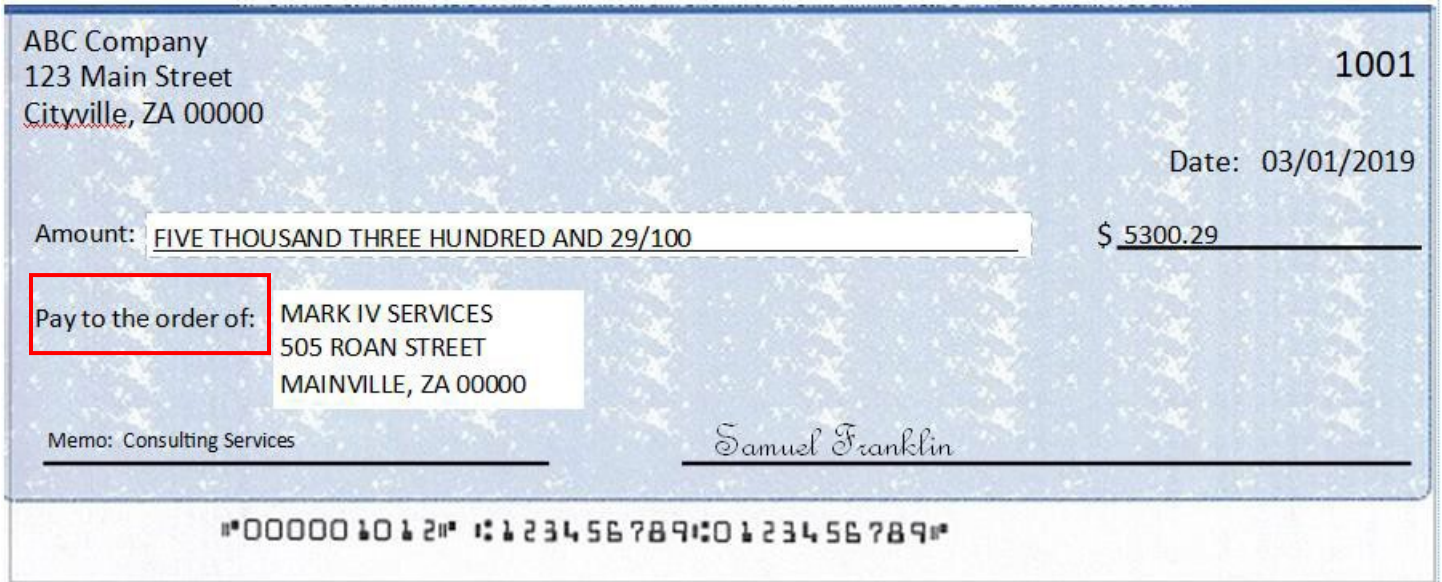 ABC Company
123 Main Street
Cityville, ZA 00000
1001
Date: 03/01/2019
Amount: FIVE THOUSAND THREE HUNDRED AND 29/100
$ 5300.29
Pay to the order of: MARK IV SERVICES
505 ROAN STREET
MAINVILLE, ZA 00000
Memo: Consulting Services
Samuel Franklin
⑈000001012⑈ ⑆123456789⑆0123456789⑈